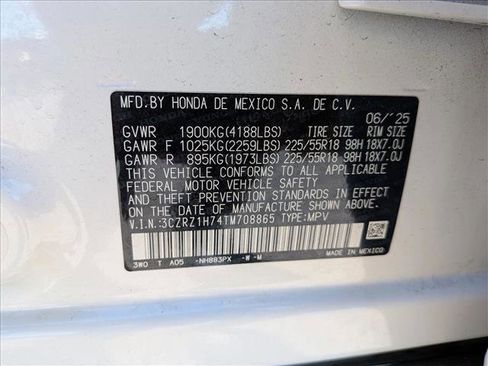 MFD.BY HONDA DE MEXICO S.A. DE C.V.
06/'25
GVWR 1900KG(4188LBS) TIRE SIZE RIM SIZE
GAWR F 1025KG(2259LBS) 225/55R18 98H 18X7.0J
GAWR R 895KG(1973LBS) 225/55R18 98H 18X7.0J
THIS VEHICLE CONFORMS TO ALL APPLICABLE
FEDERAL MOTOR VEHICLE SAFETY
AND THEFT PREVENTION STANDARDS IN EFFECT ON
THE DATE OF MANUFACTURE SHOWN ABOVE.
V.I.N.:3CZRZ1H74TM708865 TYPE:MPV
3W0 T A05 -NH883PX -W-M
MADE IN MEXICO